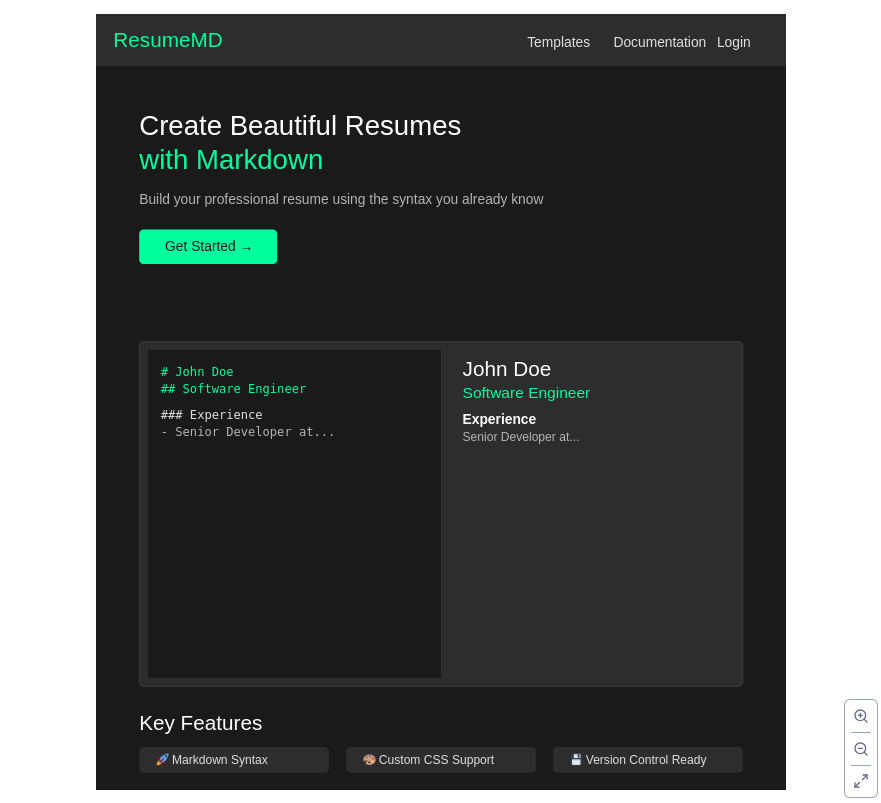 ResumeMD
Templates Documentation Login
Create Beautiful Resumes
with Markdown
Build your professional resume using the syntax you already know
Get Started →
# John Doe
## Software Engineer
### Experience
- Senior Developer at...
John Doe
Software Engineer
Experience
Senior Developer at...
Key Features
🚀 Markdown Syntax
🎨 Custom CSS Support
💾 Version Control Ready